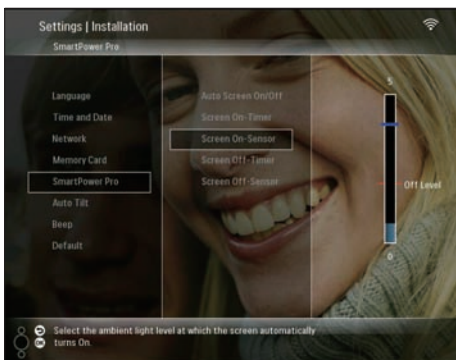 Settings | Installation
SmartPower Pro
Language
Time and Date
Network
Memory Card
SmartPower Pro
Auto Tilt
Beep
Default
Auto Screen On/Off
Screen On-Timer
Screen On-Sensor
Screen Off-Timer
Screen Off-Sensor
5
Off Level
0
Select the ambient light level at which the screen automatically
OK turns On.